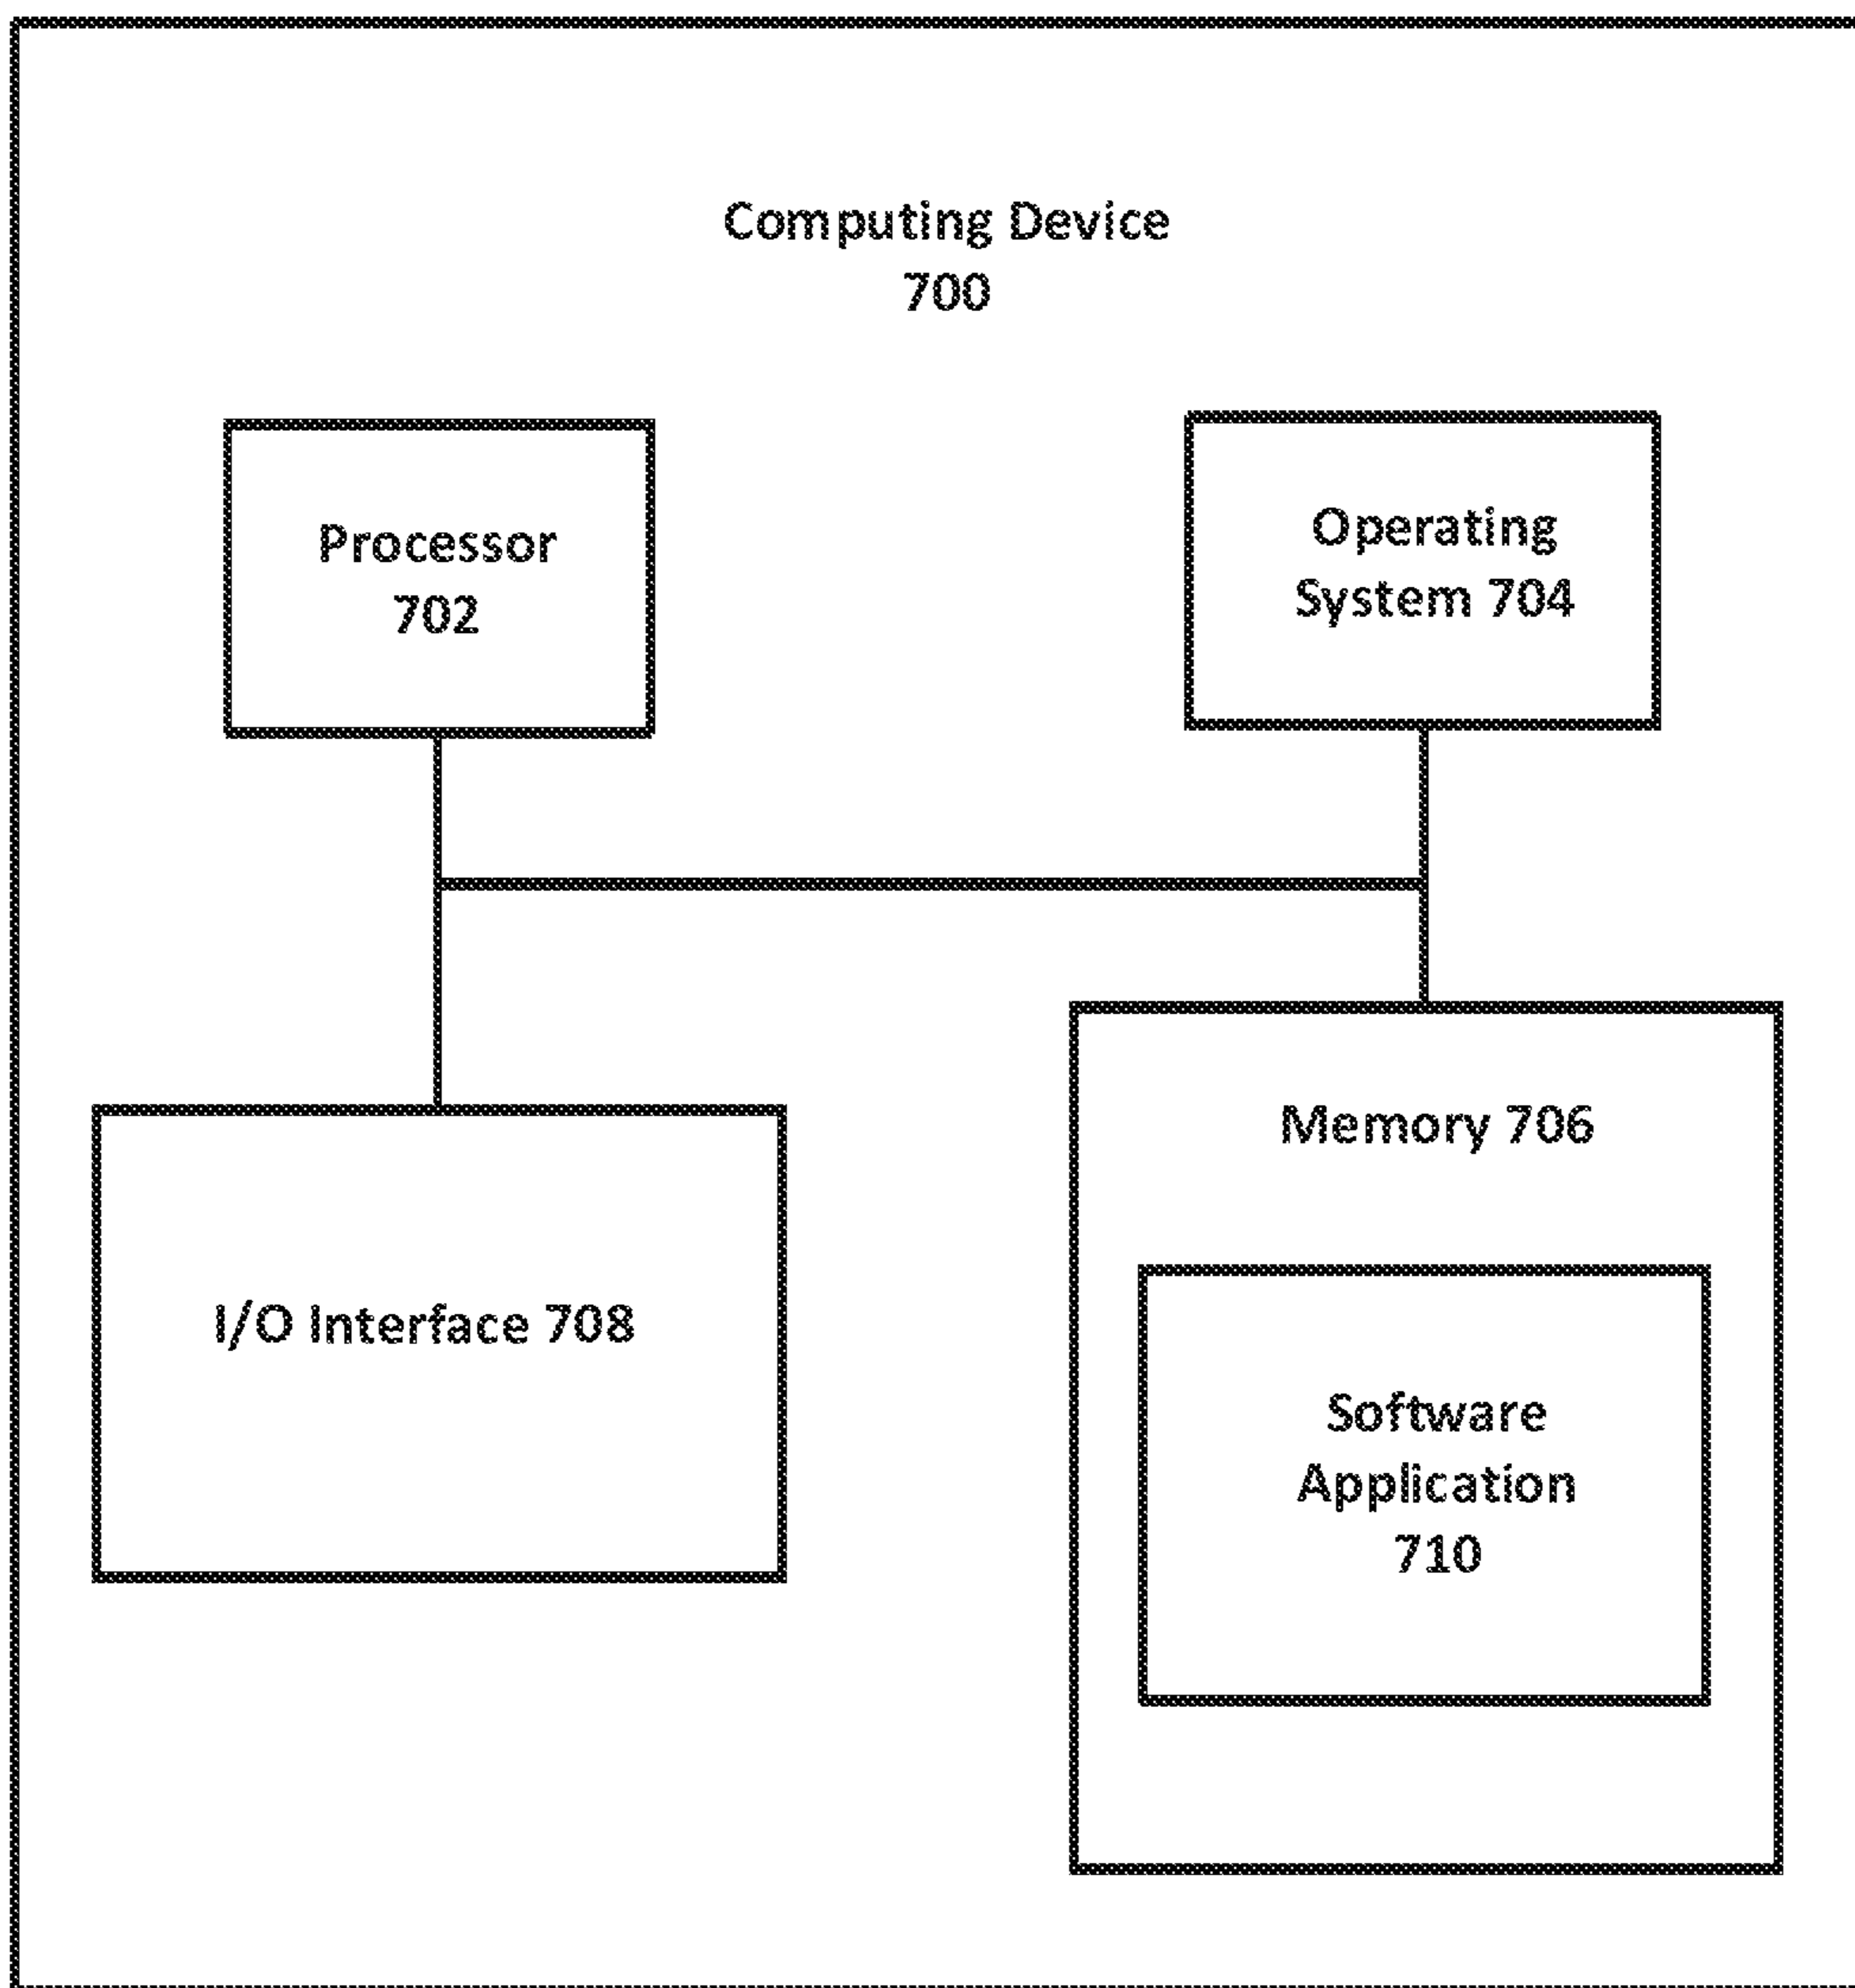 Computing Device
700
Processor
702
Operating
System 704
I/O Interface 708
Memory 706
Software
Application
710